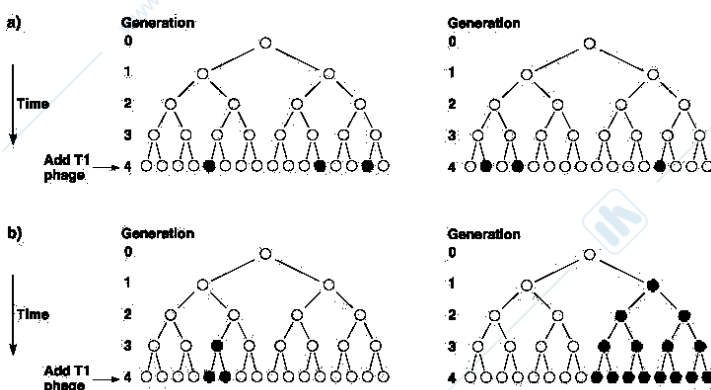 a)
Generation
0
1
2
3
4
Time
Add T1
phage
Generation
0
1
2
3
4
b)
Generation
0
1
2
3
4
Time
Add T1
phage
Generation
0
1
2
3
4